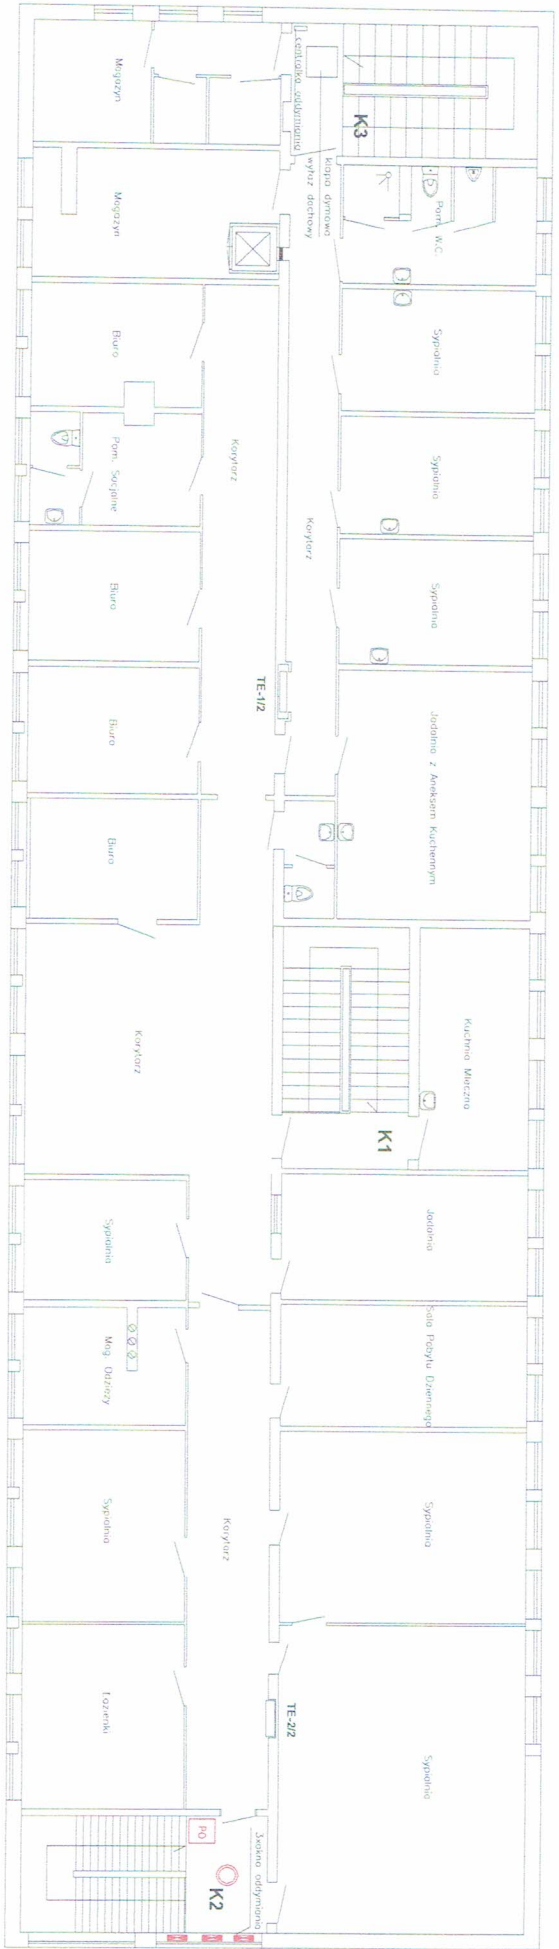 Magazyn
centralka oddymiania
K3
klapa dymowa
wyłaz dachowy
Pom. W.C.
Magazyn
Biuro
Sypialnia
Pom. Socjalne
Korytarz
Korytarz
Sypialnia
Biuro
Sypialnia
Biuro
TE-1/2
Jadalnia z Aneksem Kuchennym
Biuro
Korytarz
K1
Kuchnia Mleczna
Sypialnia
Jadalnia
Mag. Odzieży
Sala Pobytu Dziennego
Sypialnia
Korytarz
Sypialnia
Łazienki
TE-2/2
Sypialnia
PO
K2
3xokno oddymiania